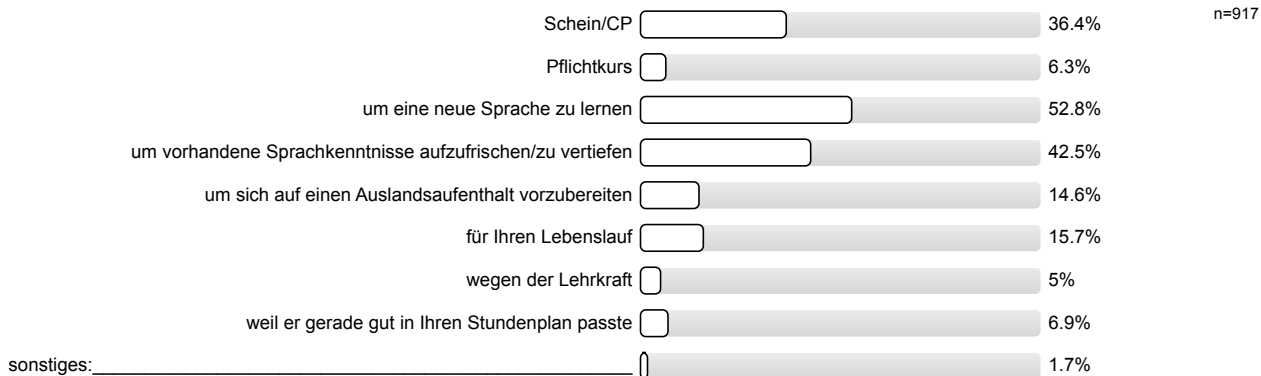 Schein/CP 36.4% n=917
Pflichtkurs 6.3%
um eine neue Sprache zu lernen 52.8%
um vorhandene Sprachkenntnisse aufzufrischen/zu vertiefen 42.5%
um sich auf einen Auslandsaufenthalt vorzubereiten 14.6%
für Ihren Lebenslauf 15.7%
wegen der Lehrkraft 5%
weil er gerade gut in Ihren Stundenplan passte 6.9%
sonstiges:______________________________________________________ 1.7%